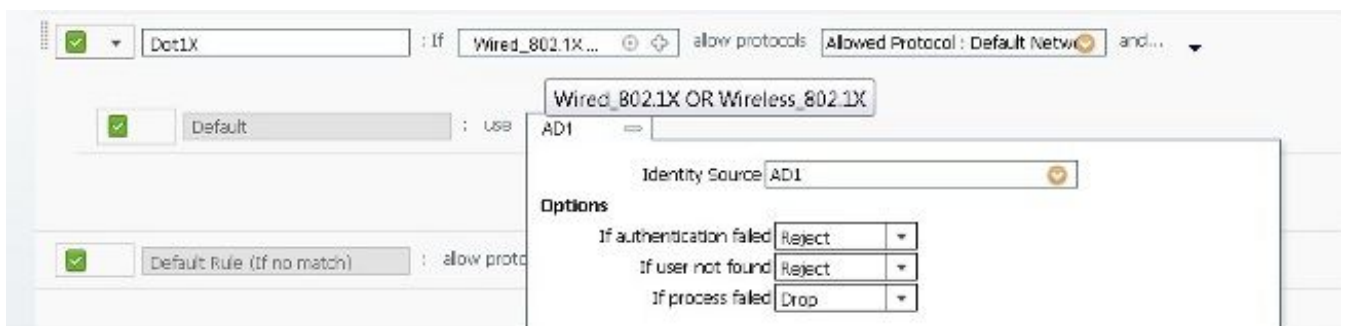 Dot1X : If Wired_802.1X... allow protocols Allowed Protocol : Default Netwo and...
Wired_802.1X OR Wireless_802.1X
Default : use AD1
Identity Source AD1
Options
If authentication failed Reject
If user not found Reject
If process failed Drop
Default Rule (If no match) : allow proto